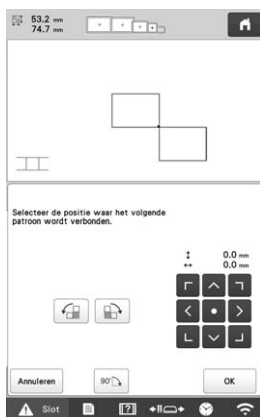 53.2 mm
74.7 mm
Selecteer de positie waar het volgende
patroon wordt verbonden.
0.0 mm
0.0 mm
Annuleren
90°
OK
Slot